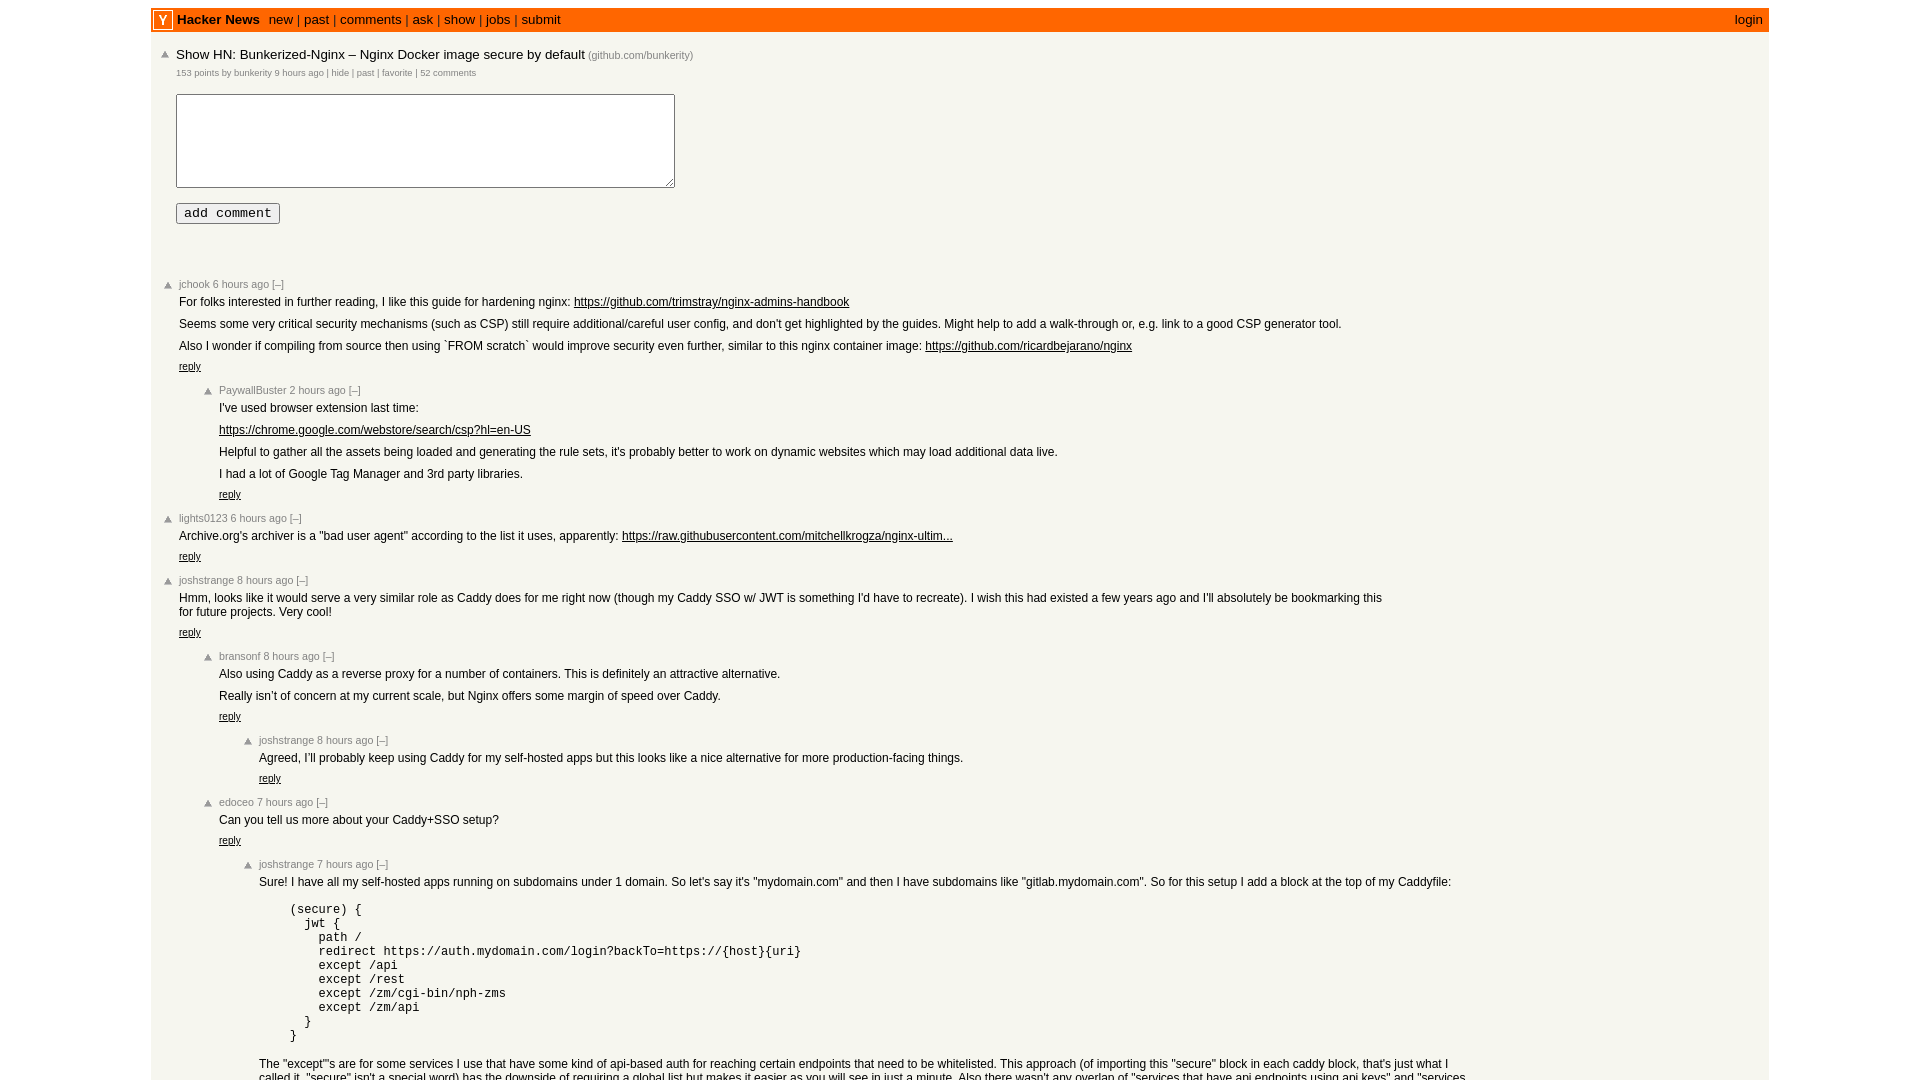 Y Hacker News new | past | comments | ask | show | jobs | submit login
Show HN: Bunkerized-Nginx – Nginx Docker image secure by default (github.com/bunkerity)
153 points by bunkerity 9 hours ago | hide | past | favorite | 52 comments
add comment
jchook 6 hours ago [–]
For folks interested in further reading, I like this guide for hardening nginx: https://github.com/trimstray/nginx-admins-handbook
Seems some very critical security mechanisms (such as CSP) still require additional/careful user config, and don't get highlighted by the guides. Might help to add a walk-through or, e.g. link to a good CSP generator tool.
Also I wonder if compiling from source then using `FROM scratch` would improve security even further, similar to this nginx container image: https://github.com/ricardbejarano/nginx
reply
PaywallBuster 2 hours ago [–]
I've used browser extension last time:
https://chrome.google.com/webstore/search/csp?hl=en-US
Helpful to gather all the assets being loaded and generating the rule sets, it's probably better to work on dynamic websites which may load additional data live.
I had a lot of Google Tag Manager and 3rd party libraries.
reply
lights0123 6 hours ago [–]
Archive.org's archiver is a "bad user agent" according to the list it uses, apparently: https://raw.githubusercontent.com/mitchellkrogza/nginx-ultim...
reply
joshstrange 8 hours ago [–]
Hmm, looks like it would serve a very similar role as Caddy does for me right now (though my Caddy SSO w/ JWT is something I'd have to recreate). I wish this had existed a few years ago and I'll absolutely be bookmarking this
for future projects. Very cool!
reply
bransonf 8 hours ago [–]
Also using Caddy as a reverse proxy for a number of containers. This is definitely an attractive alternative.
Really isn’t of concern at my current scale, but Nginx offers some margin of speed over Caddy.
reply
joshstrange 8 hours ago [–]
Agreed, I’ll probably keep using Caddy for my self-hosted apps but this looks like a nice alternative for more production-facing things.
reply
edoceo 7 hours ago [–]
Can you tell us more about your Caddy+SSO setup?
reply
joshstrange 7 hours ago [–]
Sure! I have all my self-hosted apps running on subdomains under 1 domain. So let's say it's "mydomain.com" and then I have subdomains like "gitlab.mydomain.com". So for this setup I add a block at the top of my Caddyfile:
(secure) {
jwt {
path /
redirect https://auth.mydomain.com/login?backTo=https://{host}{uri}
except /api
except /rest
except /zm/cgi-bin/nph-zms
except /zm/api
}
}
The "except"'s are for some services I use that have some kind of api-based auth for reaching certain endpoints that need to be whitelisted. This approach (of importing this "secure" block in each caddy block, that's just what I
called it, "secure" isn't a special word) has the downside of requiring a global list but makes it easier as you will see in just a minute. Also there wasn't any overlap of "services that have api endpoints using api keys" and "services